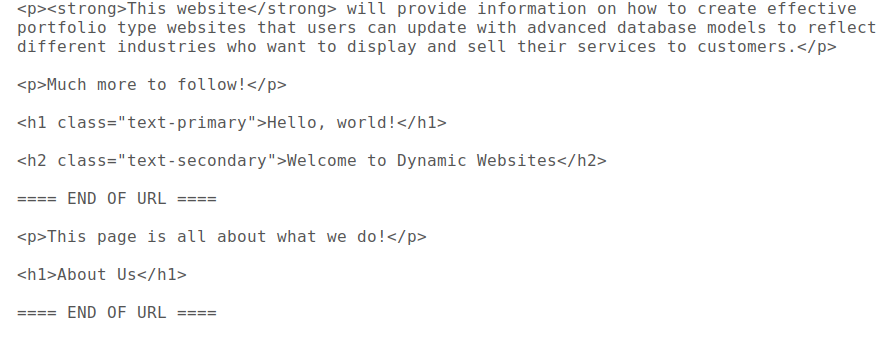 <p><strong>This website</strong> will provide information on how to create effective
portfolio type websites that users can update with advanced database models to reflect
different industries who want to display and sell their services to customers.</p>
<p>Much more to follow!</p>
<h1 class="text-primary">Hello, world!</h1>
<h2 class="text-secondary">Welcome to Dynamic Websites</h2>
==== END OF URL ====
<p>This page is all about what we do!</p>
<h1>About Us</h1>
==== END OF URL ====